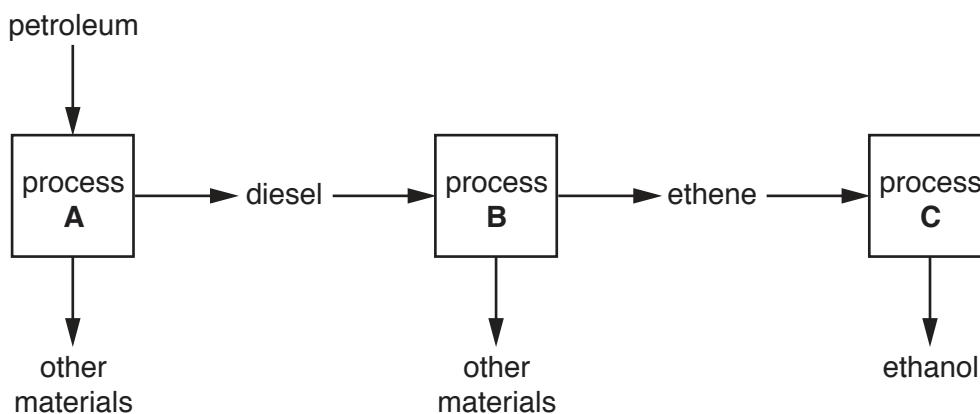 petroleum
process
A
diesel
process
B
ethene
process
C
other
materials
other
materials
ethanol